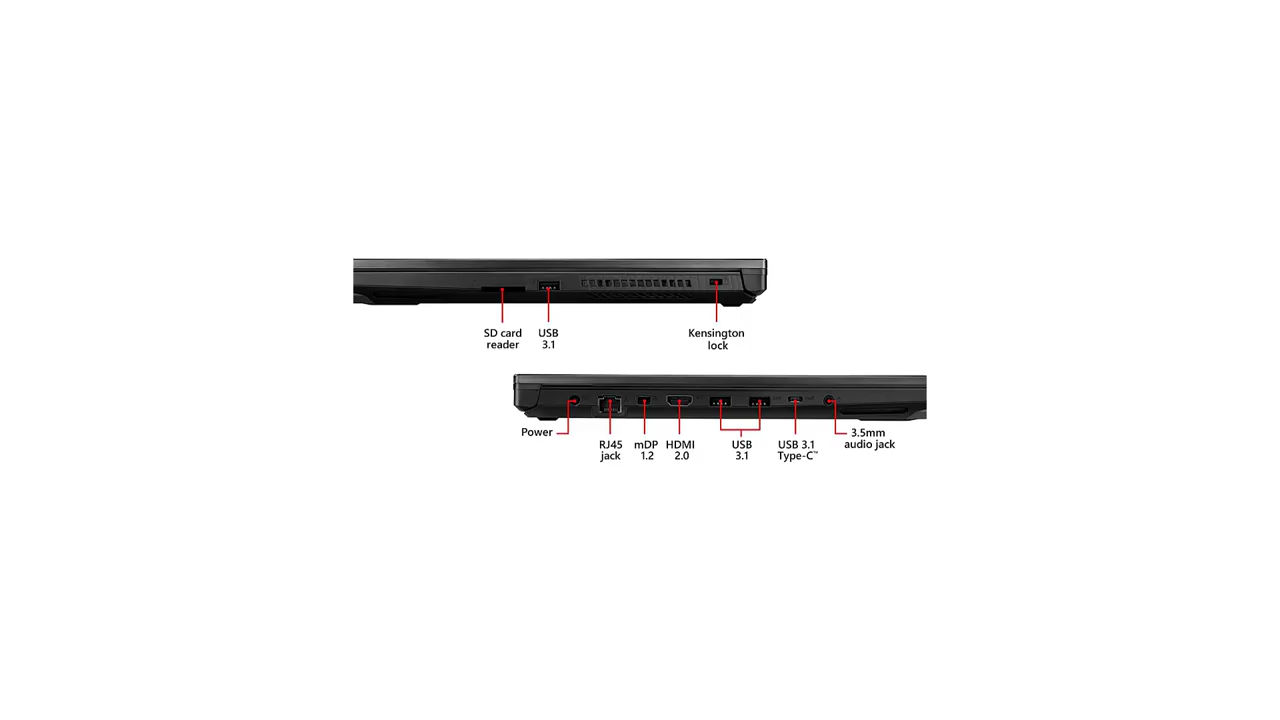 SD card
reader
USB
3.1
Kensington
lock
Power
RJ45
jack
mDP
1.2
HDMI
2.0
USB
3.1
USB 3.1
Type-C™
3.5mm
audio jack